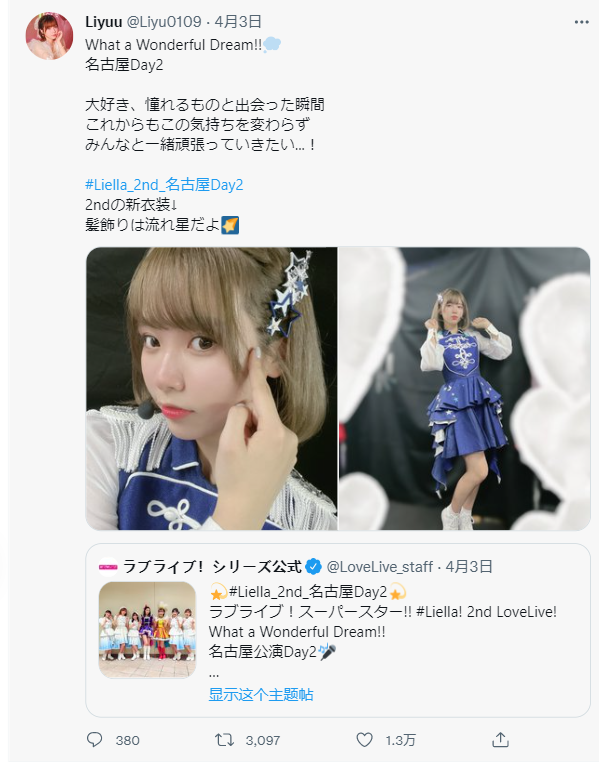 Liyuu @Liyu0109 · 4月3日
What a Wonderful Dream!!
名古屋Day2
大好き、憧れるものと出会った瞬間
これからもこの気持ちを変わらず
みんなと一緒頑張っていきたい...！
#Liella_2nd_名古屋Day2
2ndの新衣装↓
髪飾りは流れ星だよ
ラブライブ！シリーズ公式 @LoveLive_staff · 4月3日
#Liella_2nd_名古屋Day2
ラブライブ！スーパースター!! #Liella! 2nd LoveLive!
What a Wonderful Dream!!
名古屋公演Day2
...
显示这个主题帖
380 3,097 1.3万